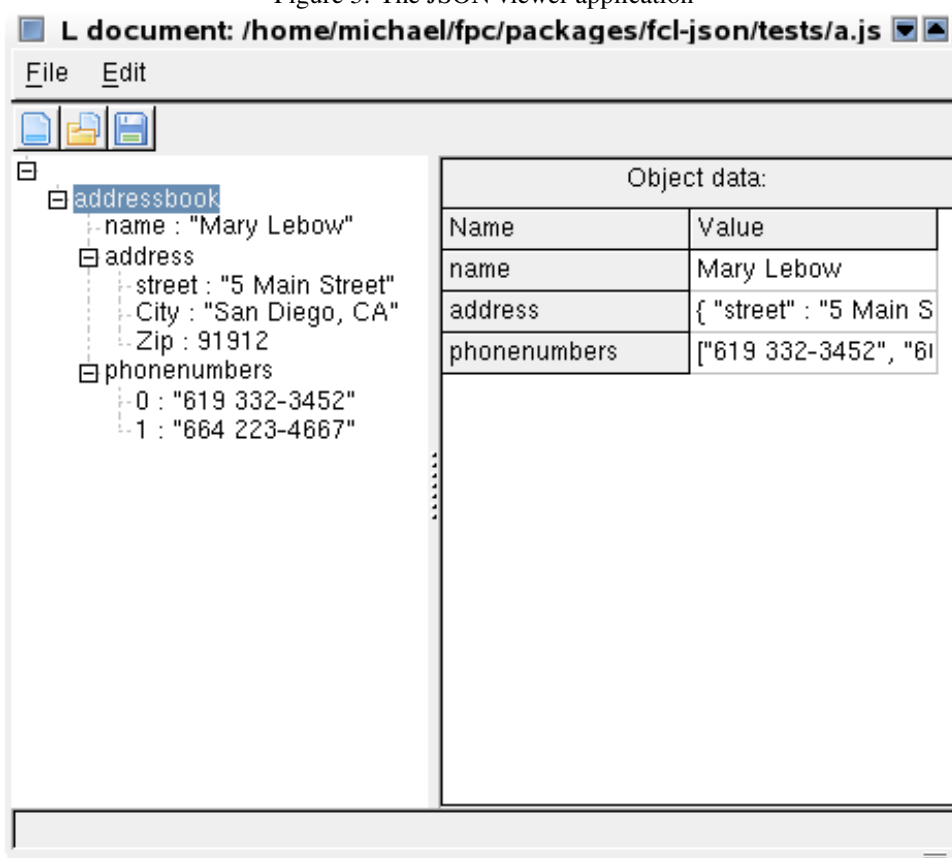 Figure 3: The JSON viewer application
L document: /home/michael/fpc/packages/fcl-json/tests/a.js
File Edit
addressbook
name : "Mary Lebow"
address
street : "5 Main Street"
City : "San Diego, CA"
Zip : 91912
phonenumbers
0 : "619 332-3452"
1 : "664 223-4667"
Object data:
Name Value
name Mary Lebow
address { "street" : "5 Main S
phonenumbers ["619 332-3452", "6